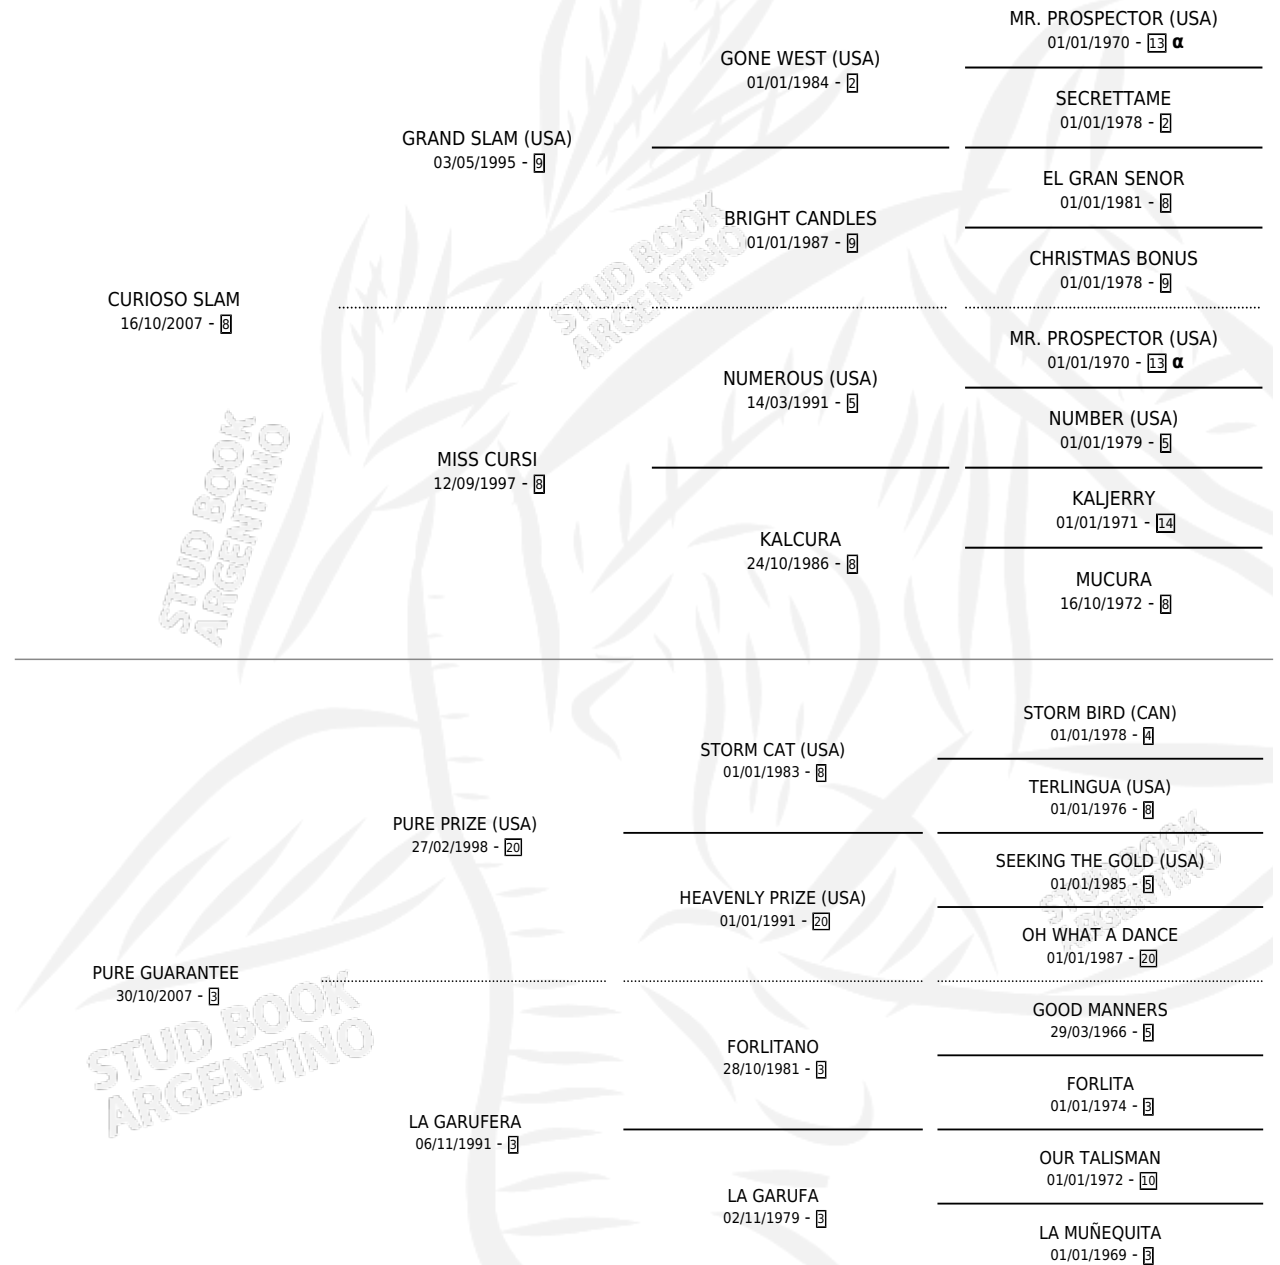 MR. PROSPECTOR (USA)
01/01/1970 - 13 α
GONE WEST (USA)
01/01/1984 - 2
SECRETTAME
01/01/1978 - 2
GRAND SLAM (USA)
03/05/1995 - 9
EL GRAN SENOR
01/01/1981 - 8
BRIGHT CANDLES
01/01/1987 - 9
CHRISTMAS BONUS
01/01/1978 - 9
CURIOSO SLAM
16/10/2007 - 8
MR. PROSPECTOR (USA)
01/01/1970 - 13 α
NUMEROUS (USA)
14/03/1991 - 5
NUMBER (USA)
01/01/1979 - 5
MISS CURSI
12/09/1997 - 8
KALJERRY
01/01/1971 - 14
KALCURA
24/10/1986 - 8
MUCURA
16/10/1972 - 8
STORM BIRD (CAN)
01/01/1978 - 4
STORM CAT (USA)
01/01/1983 - 8
TERLINGUA (USA)
01/01/1976 - 8
PURE PRIZE (USA)
27/02/1998 - 20
SEEKING THE GOLD (USA)
01/01/1985 - 5
HEAVENLY PRIZE (USA)
01/01/1991 - 20
OH WHAT A DANCE
01/01/1987 - 20
PURE GUARANTEE
30/10/2007 - 3
GOOD MANNERS
29/03/1966 - 5
FORLITANO
28/10/1981 - 3
FORLITA
01/01/1974 - 3
LA GARUFERA
06/11/1991 - 3
OUR TALISMAN
01/01/1972 - 10
LA GARUFA
02/11/1979 - 3
LA MUÑEQUITA
01/01/1969 - 3
STUD BOOK
ARGENTINO
STUD BOOK
ARGENTINO
STUD BOOK
ARGENTINO
STUD BOOK
ARGENTINO